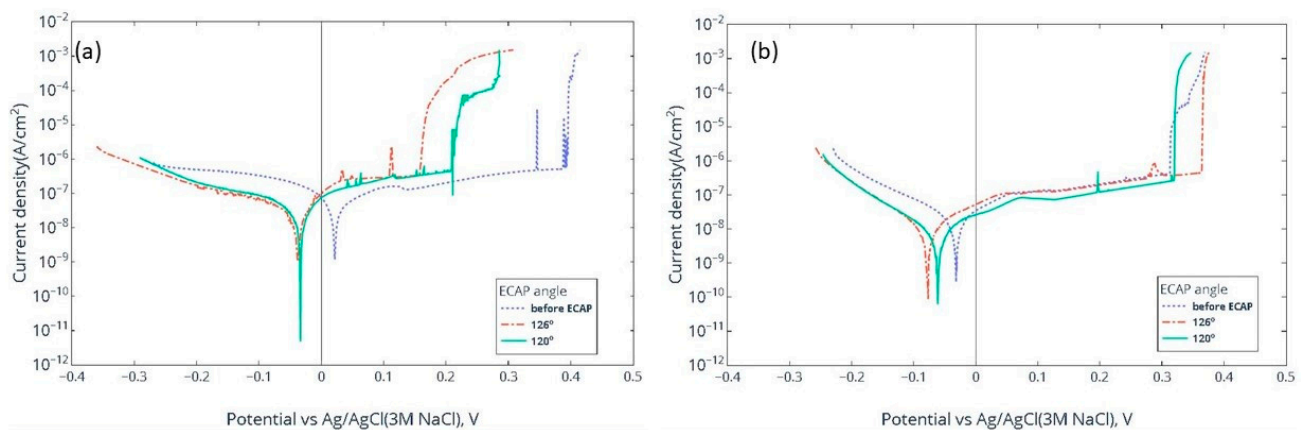 (a)
Current density(A/cm²)
10⁻²
10⁻³
10⁻⁴
10⁻⁵
10⁻⁶
10⁻⁷
10⁻⁸
10⁻⁹
10⁻¹⁰
10⁻¹¹
10⁻¹²
ECAP angle
before ECAP
126º
120º
−0.4 −0.3 −0.2 −0.1 0 0.1 0.2 0.3 0.4 0.5
Potential vs Ag/AgCl(3M NaCl), V
(b)
Current density(A/cm²)
10⁻²
10⁻³
10⁻⁴
10⁻⁵
10⁻⁶
10⁻⁷
10⁻⁸
10⁻⁹
10⁻¹⁰
10⁻¹¹
10⁻¹²
ECAP angle
before ECAP
126º
120º
−0.4 −0.3 −0.2 −0.1 0 0.1 0.2 0.3 0.4 0.5
Potential vs Ag/AgCl(3M NaCl), V